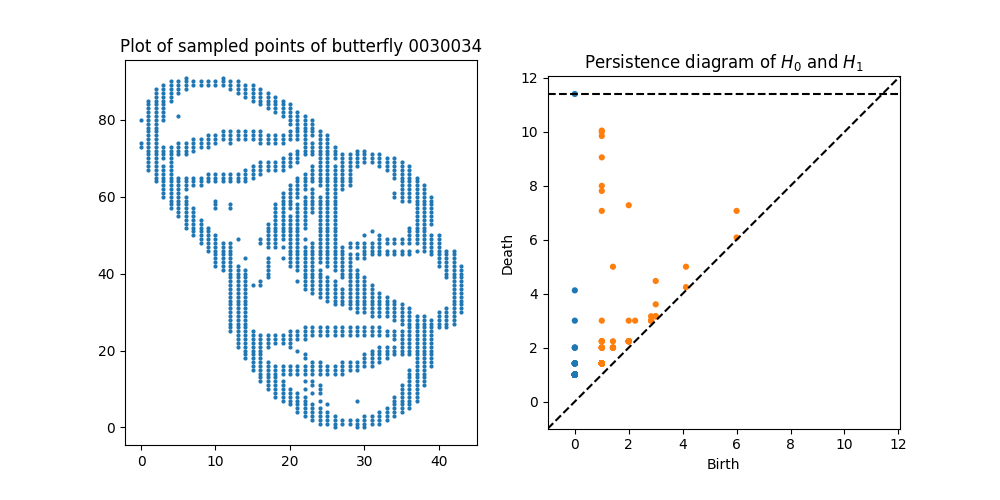 Plot of sampled points of butterfly 0030034
80
60
40
20
0
0 10 20 30 40
Persistence diagram of H₀ and H₁
12
10
8
6
4
2
0
Death
0 2 4 6 8 10 12
Birth